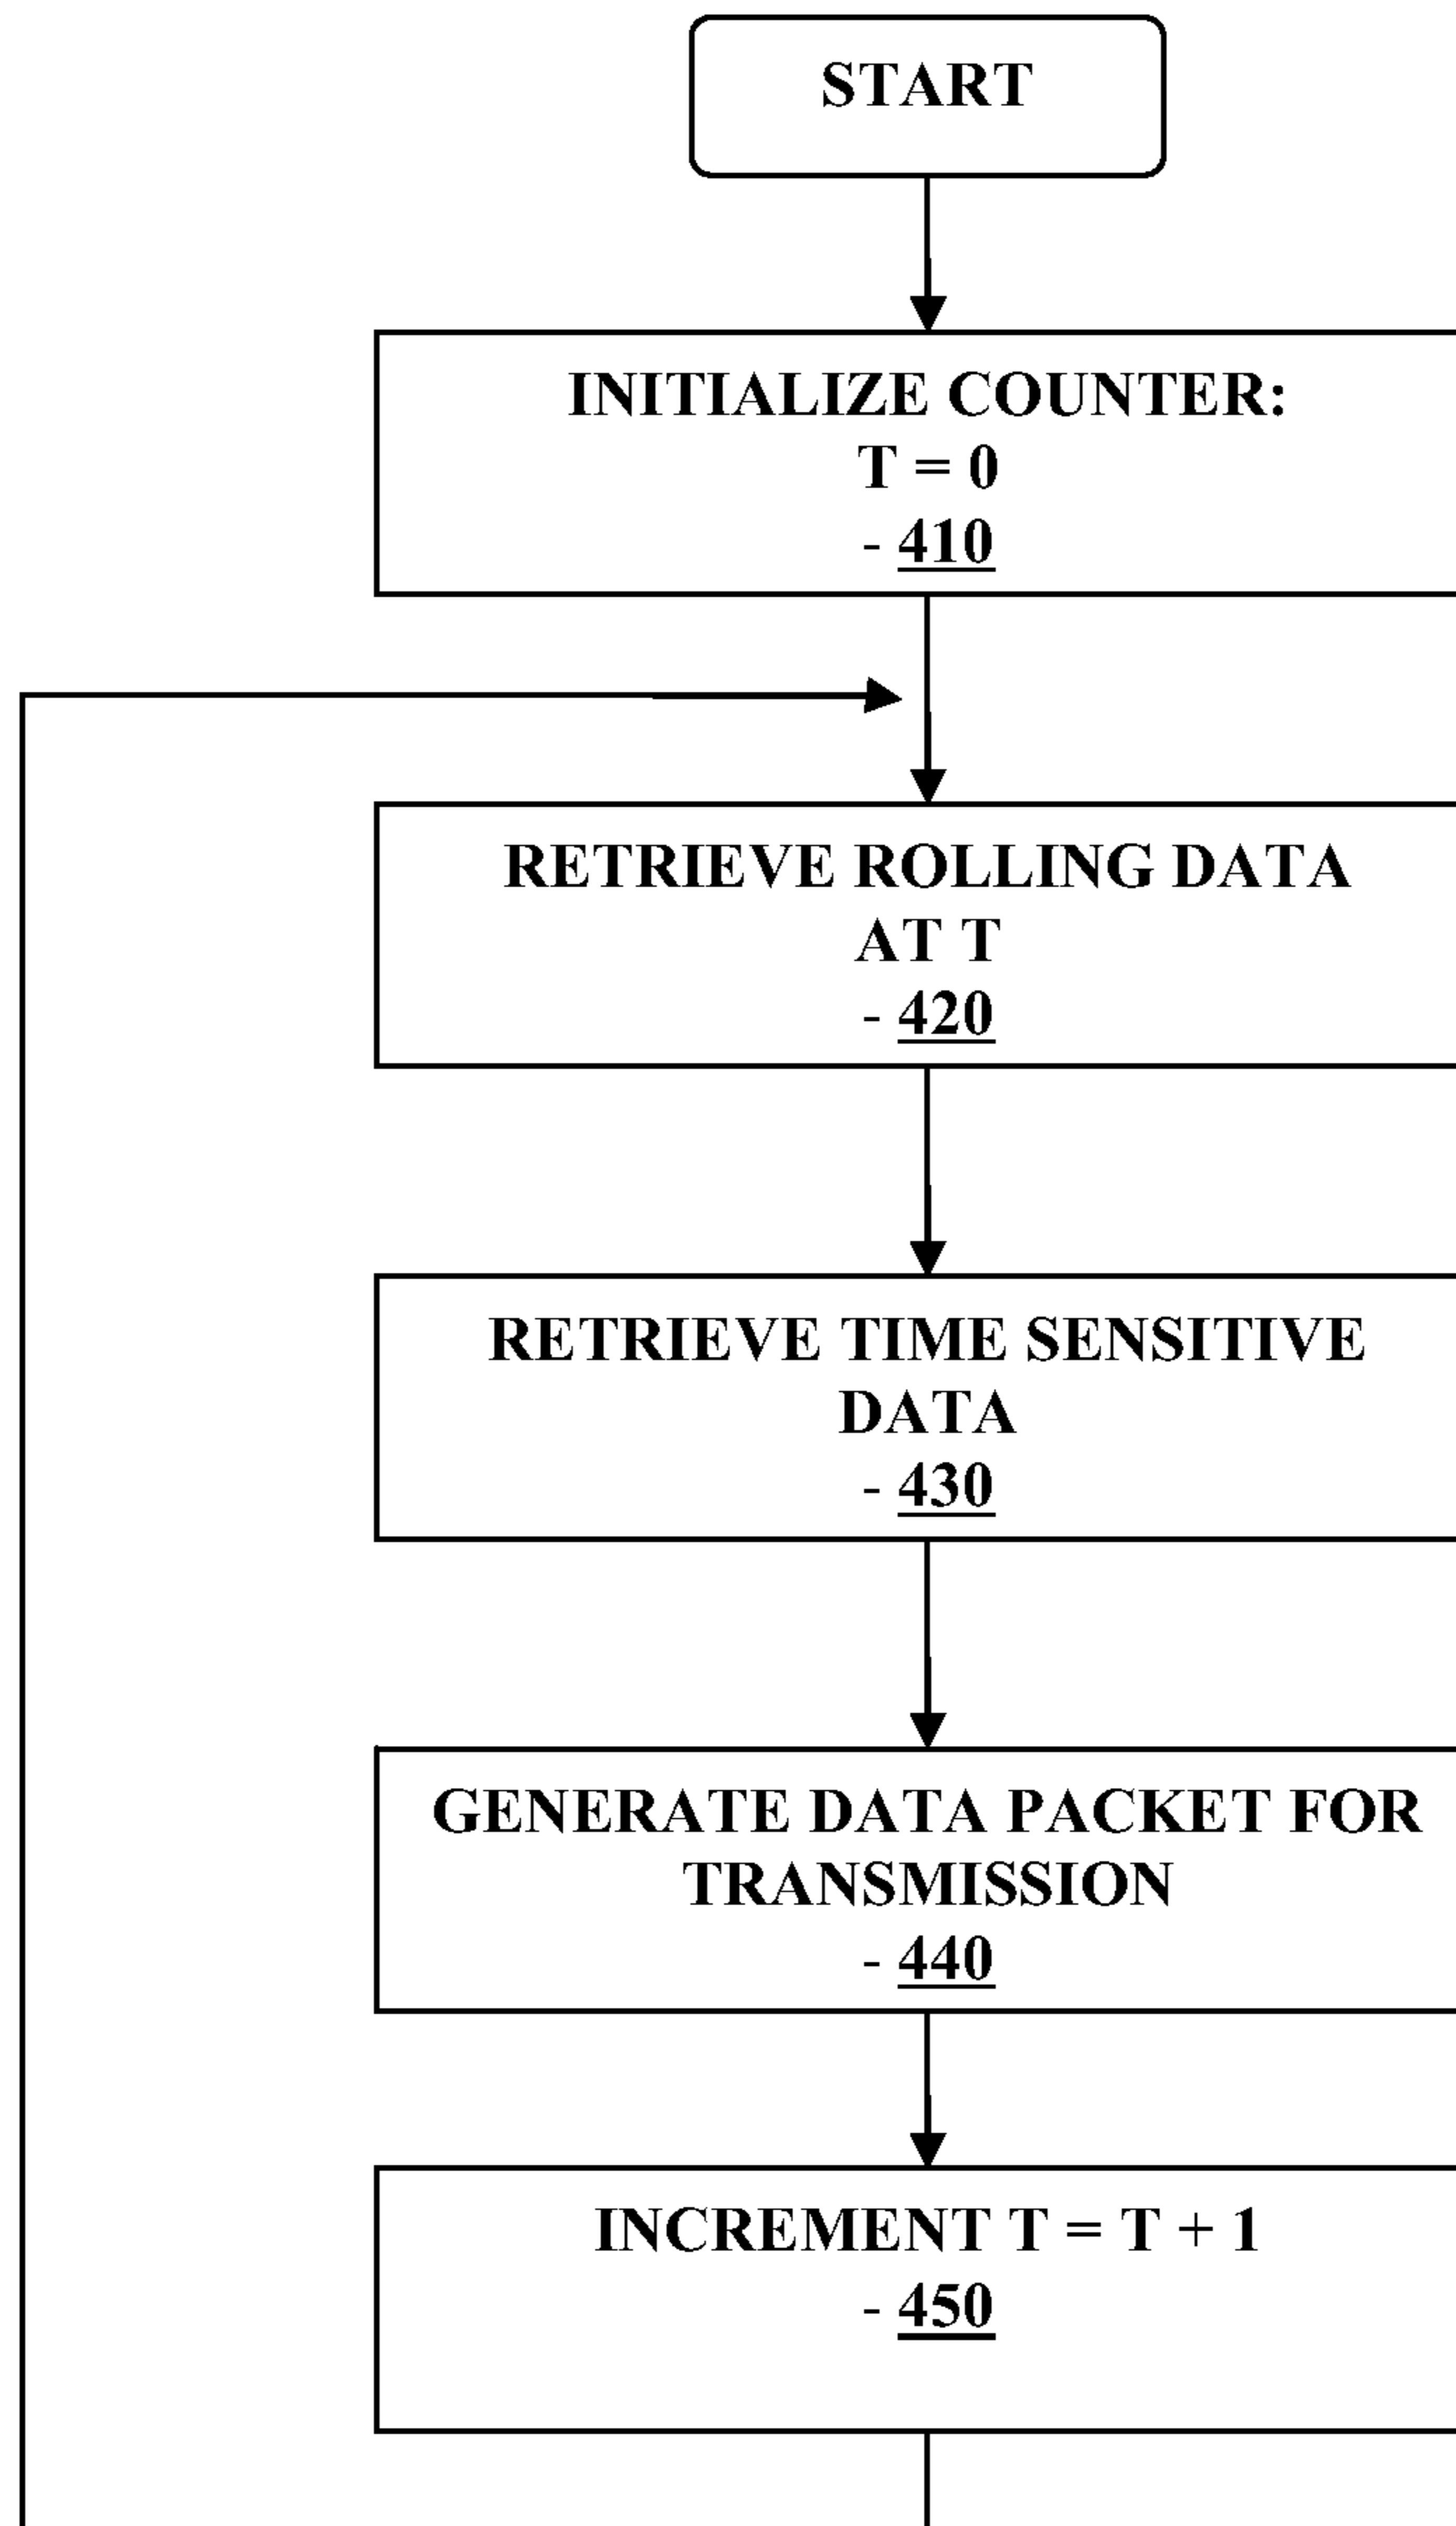 START
INITIALIZE COUNTER:
T = 0
- 410
RETRIEVE ROLLING DATA
AT T
- 420
RETRIEVE TIME SENSITIVE
DATA
- 430
GENERATE DATA PACKET FOR
TRANSMISSION
- 440
INCREMENT T = T + 1
- 450